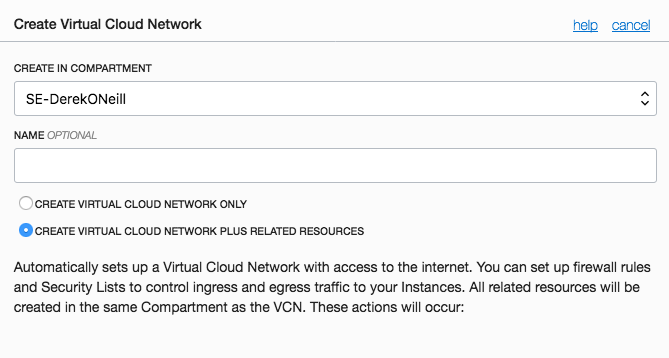 Create Virtual Cloud Network
help cancel
CREATE IN COMPARTMENT
SE-DerekONeill
NAME OPTIONAL
CREATE VIRTUAL CLOUD NETWORK ONLY
CREATE VIRTUAL CLOUD NETWORK PLUS RELATED RESOURCES
Automatically sets up a Virtual Cloud Network with access to the internet. You can set up firewall rules
and Security Lists to control ingress and egress traffic to your Instances. All related resources will be
created in the same Compartment as the VCN. These actions will occur: